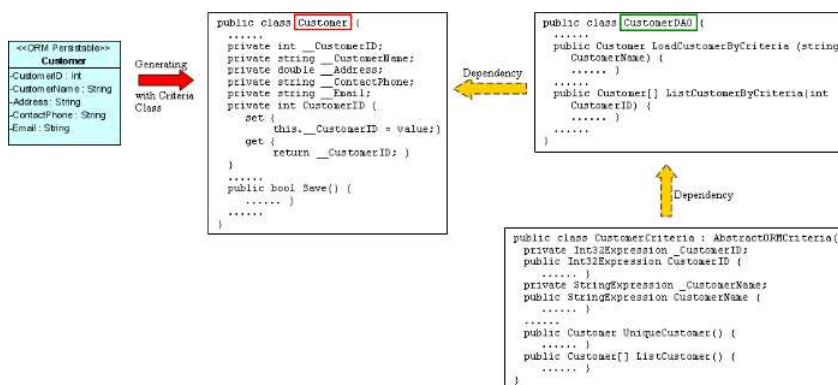 <<ORM Persistable>>
Customer
-CustomerID : int
-CustomerName : String
-Address : String
-ContactPhone : String
-Email : String
Generating
with Criteria
Class
public class Customer {
......
private int __CustomerID;
private string __CustomerName;
private double __Address;
private string __ContactPhone;
private string __Email;
private int CustomerID {
set {
this.__CustomerID = value;}
get {
return __CustomerID; }
}
......
public bool Save() {
...... }
......
}
Dependency
public class CustomerDAO {
......
public Customer LoadCustomerByCriteria (string
CustomerName) {
...... }
......
public Customer[] ListCustomerByCriteria(int
CustomerID) {
...... }
......
}
Dependency
public class CustomerCriteria : AbstractORMCriteria{
private Int32Expression _CustomerID;
public Int32Expression CustomerID {
...... }
private StringExpression _CustomerName;
public StringExpression CustomerName {
...... }
......
public Customer UniqueCustomer() {
...... }
public Customer[] ListCustomer() {
...... }
}